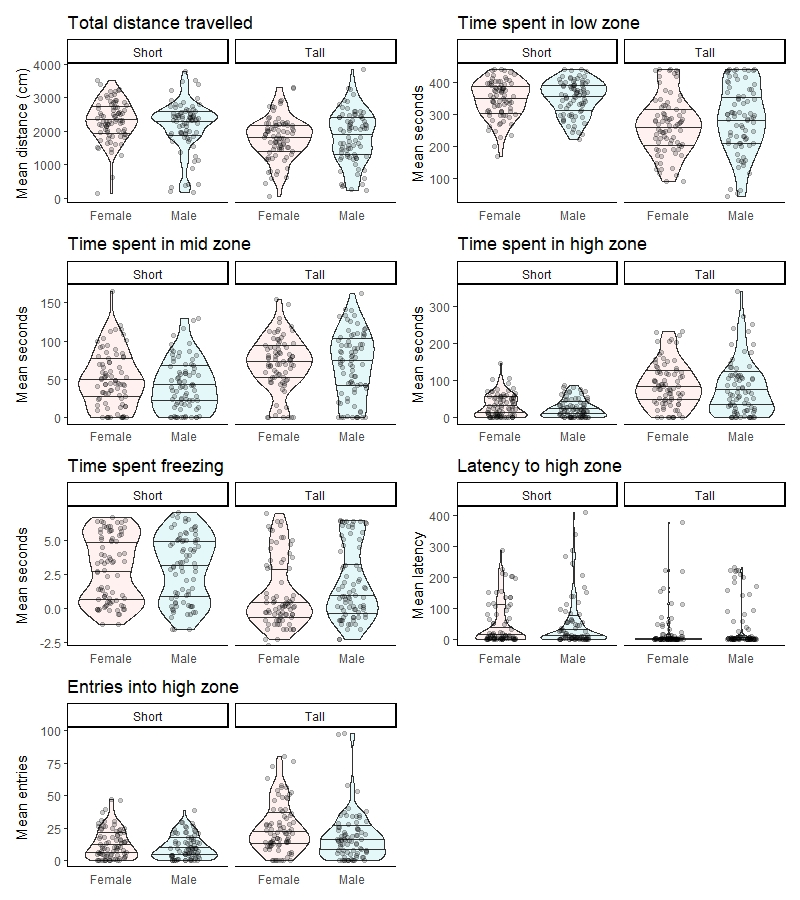 Total distance travelled
Short Tall
Mean distance (cm)
4000
3000
2000
1000
0
Female Male Female Male
Time spent in low zone
Short Tall
Mean seconds
400
300
200
100
Female Male Female Male
Time spent in mid zone
Short Tall
Mean seconds
150
100
50
0
Female Male Female Male
Time spent in high zone
Short Tall
Mean seconds
300
200
100
0
Female Male Female Male
Time spent freezing
Short Tall
Mean seconds
5.0
2.5
0.0
-2.5
Female Male Female Male
Latency to high zone
Short Tall
Mean latency
400
300
200
100
0
Female Male Female Male
Entries into high zone
Short Tall
Mean entries
100
75
50
25
0
Female Male Female Male